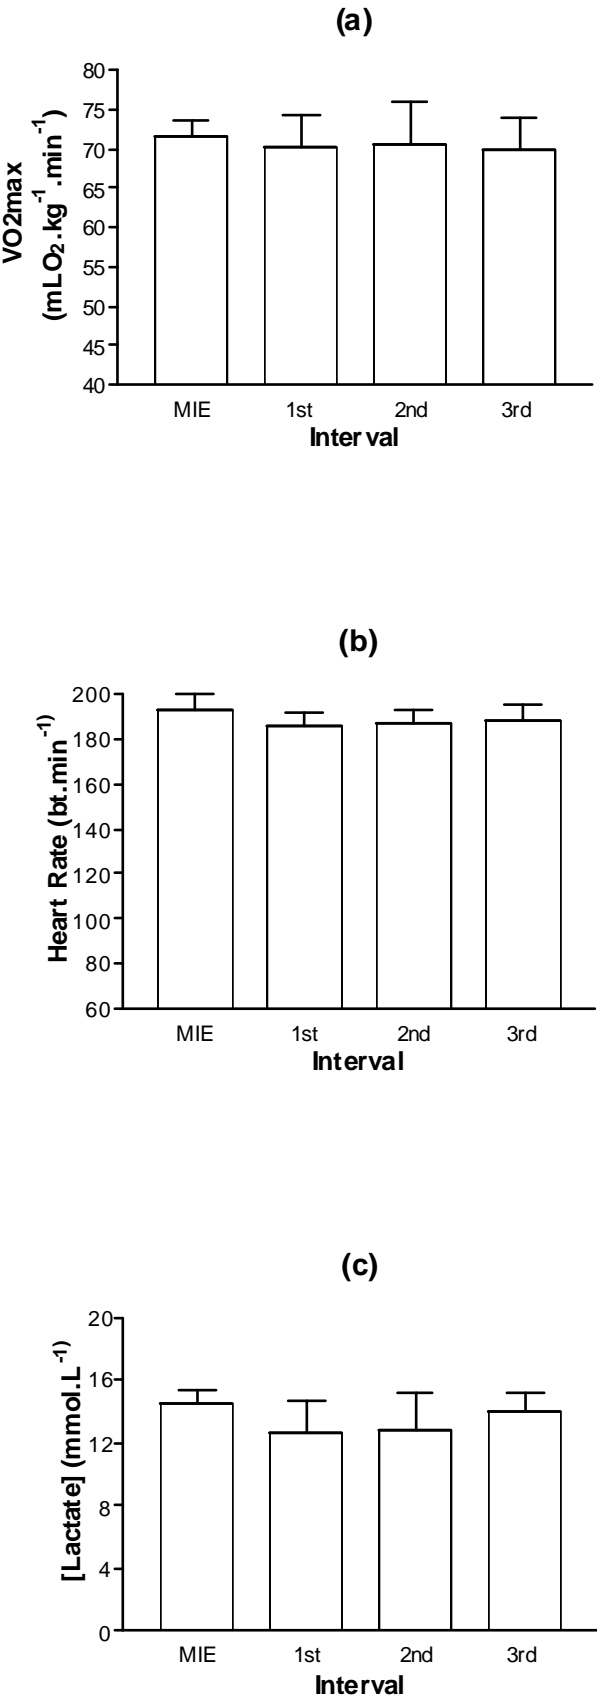 (a)
VO2max
(mLO₂.kg⁻¹.min⁻¹)
80
75
70
65
60
55
50
45
40
MIE 1st 2nd 3rd
Interval
(b)
Heart Rate (bt.min⁻¹)
200
180
160
140
120
100
80
60
MIE 1st 2nd 3rd
Interval
(c)
[Lactate] (mmol.L⁻¹)
20
16
12
8
4
0
MIE 1st 2nd 3rd
Interval